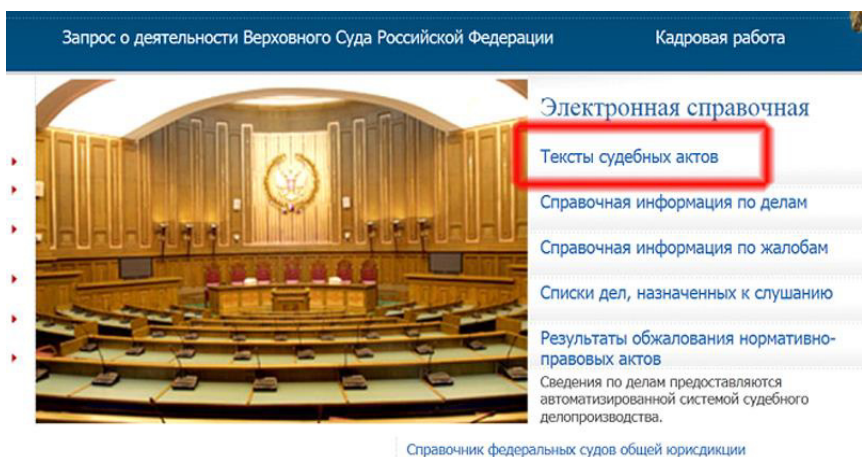 Запрос о деятельности Верховного Суда Российской Федерации
Кадровая работа
Электронная справочная
Тексты судебных актов
Справочная информация по делам
Справочная информация по жалобам
Списки дел, назначенных к слушанию
Результаты обжалования нормативно-
правовых актов
Сведения по делам предоставляются
автоматизированной системой судебного
делопроизводства.
Справочник федеральных судов общей юрисдикции